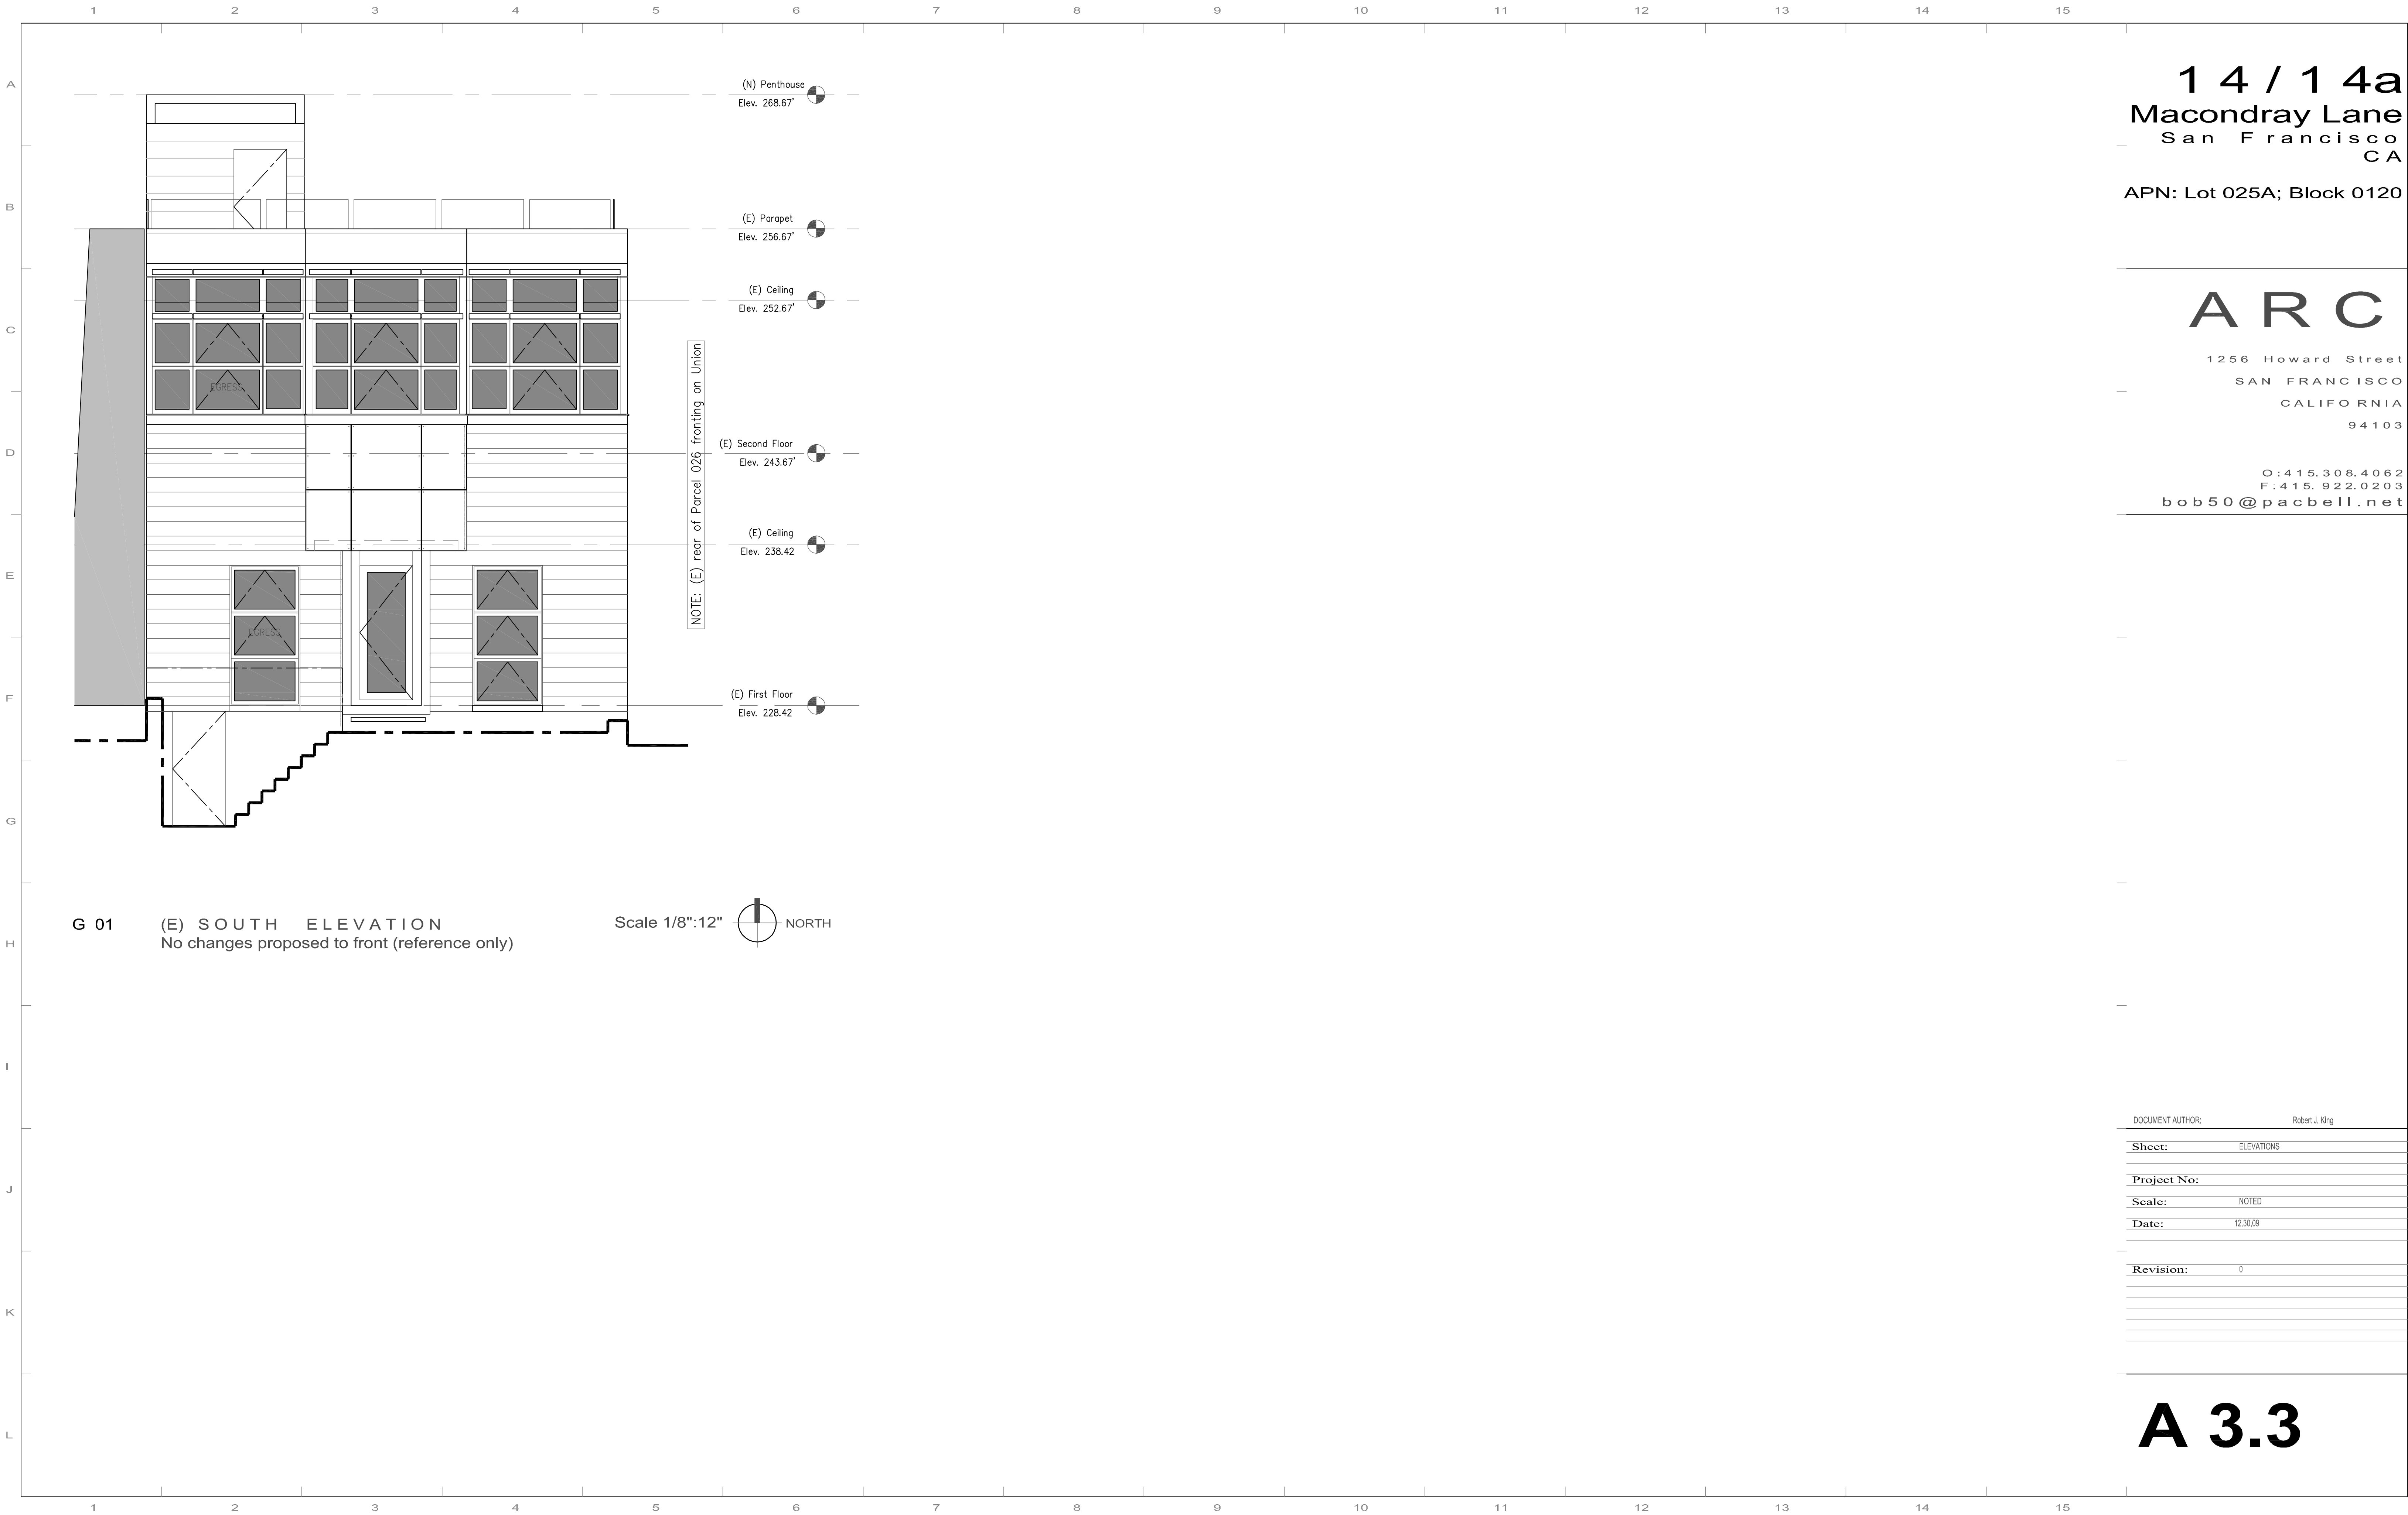 1 2 3 4 5 6 7 8 9 10 11 12 13 14 15
A
B
C
D
E
F
G
H
I
J
K
L
(N) Penthouse
Elev. 268.67'
(E) Parapet
Elev. 256.67'
(E) Ceiling
Elev. 252.67'
EGRESS
NOTE: (E) rear of Parcel 026 fronting on Union
(E) Second Floor
Elev. 243.67'
(E) Ceiling
Elev. 238.42
EGRESS
(E) First Floor
Elev. 228.42
G 01 (E) SOUTH ELEVATION
No changes proposed to front (reference only)
Scale 1/8":12" NORTH
14/14a
Macondray Lane
San Francisco
CA
APN: Lot 025A; Block 0120
ARC
1256 Howard Street
SAN FRANCISCO
CALIFORNIA
94103
O:415.308.4062
F:415.922.0203
bob50@pacbell.net
DOCUMENT AUTHOR: Robert J. King
Sheet: ELEVATIONS
Project No:
Scale: NOTED
Date: 12.30.09
Revision: 0
A 3.3
1 2 3 4 5 6 7 8 9 10 11 12 13 14 15